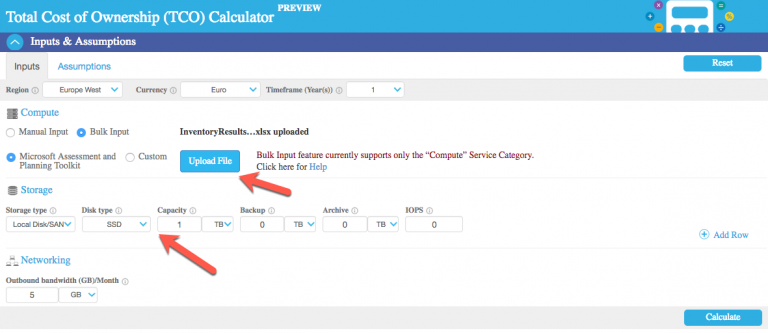 Total Cost of Ownership (TCO) Calculator PREVIEW
Inputs & Assumptions
Inputs Assumptions Reset
Region Europe West Currency Euro Timeframe (Year(s)) 1
Compute
Manual Input Bulk Input InventoryResults...xlsx uploaded
Microsoft Assessment and Planning Toolkit Custom Upload File
Bulk Input feature currently supports only the “Compute” Service Category.
Click here for Help
Storage
Storage type Disk type Capacity Backup Archive IOPS
Local Disk/SAN SSD 1 TB 0 TB 0 TB 0
Add Row
Networking
Outbound bandwidth (GB)/Month
5 GB
Calculate